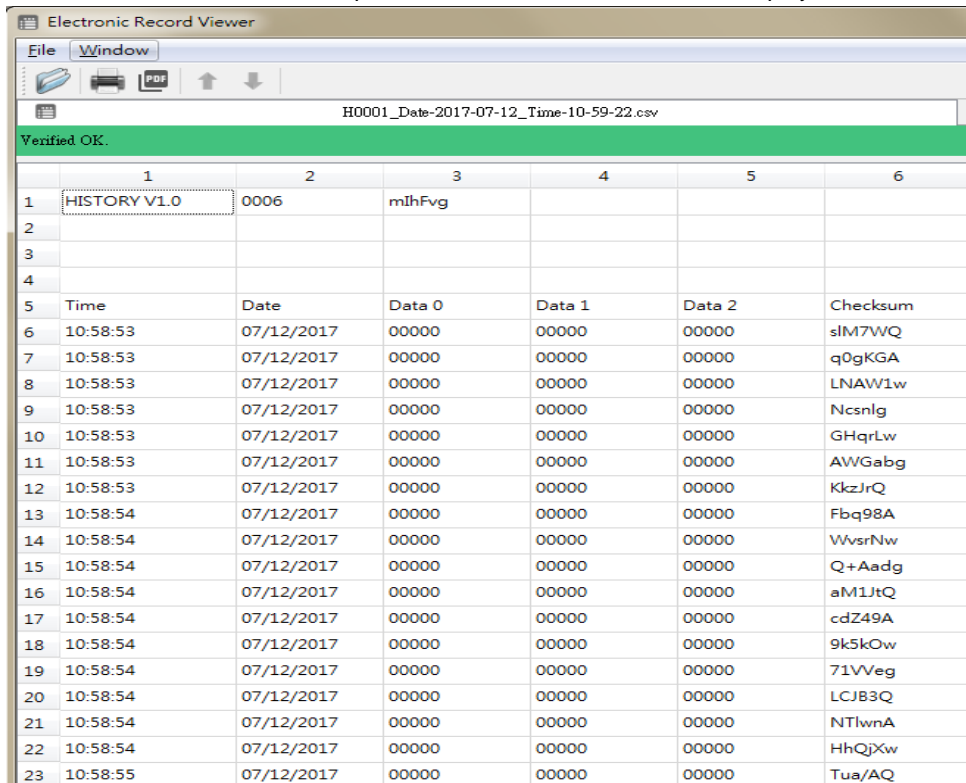 Electronic Record Viewer
File Window
PDF
H0001_Date-2017-07-12_Time-10-59-22.csv
Verified OK.
1 2 3 4 5 6
1 HISTORY V1.0 0006 mIhFvg
2
3
4
5 Time Date Data 0 Data 1 Data 2 Checksum
6 10:58:53 07/12/2017 00000 00000 00000 slM7WQ
7 10:58:53 07/12/2017 00000 00000 00000 q0gKGA
8 10:58:53 07/12/2017 00000 00000 00000 LNAW1w
9 10:58:53 07/12/2017 00000 00000 00000 Ncsnlg
10 10:58:53 07/12/2017 00000 00000 00000 GHqrLw
11 10:58:53 07/12/2017 00000 00000 00000 AWGabg
12 10:58:53 07/12/2017 00000 00000 00000 KkzJrQ
13 10:58:54 07/12/2017 00000 00000 00000 Fbq98A
14 10:58:54 07/12/2017 00000 00000 00000 WvsrNw
15 10:58:54 07/12/2017 00000 00000 00000 Q+Aadg
16 10:58:54 07/12/2017 00000 00000 00000 aM1JtQ
17 10:58:54 07/12/2017 00000 00000 00000 cdZ49A
18 10:58:54 07/12/2017 00000 00000 00000 9k5kOw
19 10:58:54 07/12/2017 00000 00000 00000 71VVeg
20 10:58:54 07/12/2017 00000 00000 00000 LCJB3Q
21 10:58:54 07/12/2017 00000 00000 00000 NTlwnA
22 10:58:54 07/12/2017 00000 00000 00000 HhQjXw
23 10:58:55 07/12/2017 00000 00000 00000 Tua/AQ